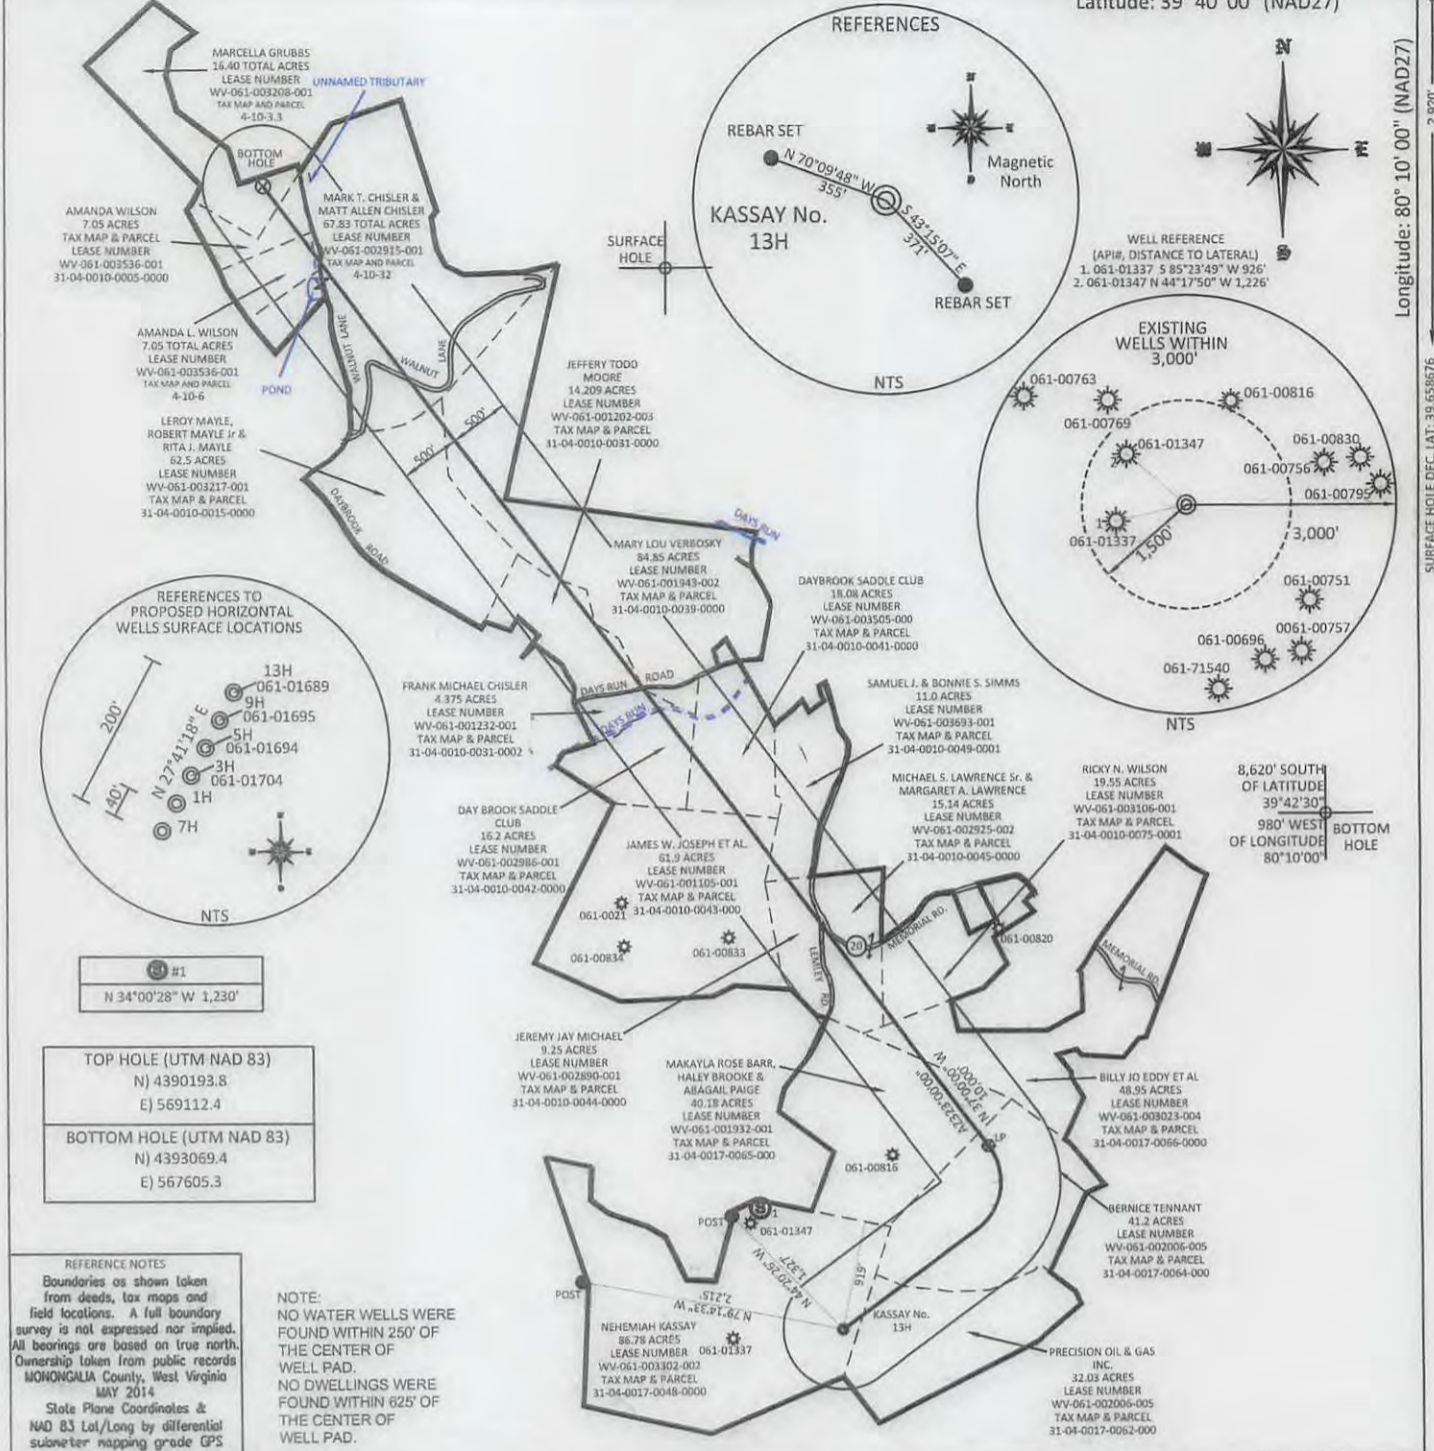 Latitude: 39° 40' 00" (NAD27)
Longitude: 80° 10' 00" (NAD27)
2,920'
SURFACE HOLE DEC. LAT: 39.658676
N
E
S
MARCELLA GRUBBS
16.40 TOTAL ACRES
LEASE NUMBER
WV-061-003208-001
TAX MAP AND PARCEL
4-10-3.3
UNNAMED TRIBUTARY
BOTTOM
HOLE
MARK T. CHISLER &
MATT ALLEN CHISLER
67.83 TOTAL ACRES
LEASE NUMBER
WV-061-002915-001
TAX MAP AND PARCEL
4-10-32
AMANDA WILSON
7.05 ACRES
TAX MAP & PARCEL
LEASE NUMBER
WV-061-003536-001
31-04-0010-0005-0000
AMANDA L. WILSON
7.05 TOTAL ACRES
LEASE NUMBER
WV-061-003536-001
TAX MAP AND PARCEL
4-10-6
POND
WALNUT LANE
WALNUT
LANE
LEROY MAYLE,
ROBERT MAYLE Jr &
RITA J. MAYLE
62.5 ACRES
LEASE NUMBER
WV-061-003217-001
TAX MAP & PARCEL
31-04-0010-0015-0000
500'
500'
DAYBROOK
ROAD
JEFFERY TODD
MOORE
14.209 ACRES
LEASE NUMBER
WV-061-001202-003
TAX MAP & PARCEL
31-04-0010-0031-0000
REFERENCES
REBAR SET
N 70°09'48" W
355'
Magnetic
North
KASSAY No.
13H
S 43°15'07" E
371'
REBAR SET
NTS
SURFACE
HOLE
WELL REFERENCE
(API#, DISTANCE TO LATERAL)
1. 061-01337 S 85°23'49" W 926'
2. 061-01347 N 44°17'50" W 1,226'
EXISTING
WELLS WITHIN
3,000'
061-00763
061-00769
061-00816
061-01347
2
061-00830
061-00756
061-00795
1
061-01337
1,500'
3,000'
061-00751
061-00696
0061-00757
061-71540
NTS
DAYS RUN
MARY LOU VERBOSKY
84.85 ACRES
LEASE NUMBER
WV-061-001943-002
TAX MAP & PARCEL
31-04-0010-0039-0000
DAYBROOK SADDLE CLUB
18.08 ACRES
LEASE NUMBER
WV-061-003505-000
TAX MAP & PARCEL
31-04-0010-0041-0000
REFERENCES TO
PROPOSED HORIZONTAL
WELLS SURFACE LOCATIONS
13H
061-01689
9H
061-01695
5H
061-01694
3H
061-01704
1H
7H
200'
40'
N 27°41'18" E
NTS
FRANK MICHAEL CHISLER
4.375 ACRES
LEASE NUMBER
WV-061-001232-001
TAX MAP & PARCEL
31-04-0010-0031-0002
DAYS RUN ROAD
DAYS RUN
SAMUEL J. & BONNIE S. SIMMS
11.0 ACRES
LEASE NUMBER
WV-061-003693-001
TAX MAP & PARCEL
31-04-0010-0049-0001
DAY BROOK SADDLE
CLUB
16.2 ACRES
LEASE NUMBER
WV-061-002986-001
TAX MAP & PARCEL
31-04-0010-0042-0000
MICHAEL S. LAWRENCE Sr. &
MARGARET A. LAWRENCE
15.14 ACRES
LEASE NUMBER
WV-061-002925-002
TAX MAP & PARCEL
31-04-0010-0045-0000
RICKY N. WILSON
19.55 ACRES
LEASE NUMBER
WV-061-003106-001
TAX MAP & PARCEL
31-04-0010-0075-0001
8,620' SOUTH
OF LATITUDE
39°42'30"
980' WEST
OF LONGITUDE
80°10'00"
BOTTOM
HOLE
JAMES W. JOSEPH ET AL.
61.9 ACRES
LEASE NUMBER
WV-061-001105-001
TAX MAP & PARCEL
31-04-0010-0043-000
061-0021
061-00834
061-00833
20
MEMORIAL RD.
061-00820
MEMORIAL RD.
LEMLEY
RD
#1
N 34°00'28" W 1,230'
TOP HOLE (UTM NAD 83)
N) 4390193.8
E) 569112.4
BOTTOM HOLE (UTM NAD 83)
N) 4393069.4
E) 567605.3
JEREMY JAY MICHAEL
9.25 ACRES
LEASE NUMBER
WV-061-002890-001
TAX MAP & PARCEL
31-04-0010-0044-0000
MAKAYLA ROSE BARR,
HALEY BROOKE &
ABAGAIL PAIGE
40.18 ACRES
LEASE NUMBER
WV-061-001932-001
TAX MAP & PARCEL
31-04-0017-0065-000
AZ323°00'00"
N 37°00'00" W
10,000'
LP
BILLY JO EDDY ET AL
48.95 ACRES
LEASE NUMBER
WV-061-003023-004
TAX MAP & PARCEL
31-04-0017-0066-0000
061-00816
BERNICE TENNANT
41.2 ACRES
LEASE NUMBER
WV-061-002006-005
TAX MAP & PARCEL
31-04-0017-0064-000
POST
1
061-01347
N 44°20'26" W
1,327'
919'
POST
N 79°14'33" W
2,215'
KASSAY No.
13H
NEHEMIAH KASSAY
86.78 ACRES
LEASE NUMBER
WV-061-003302-002
TAX MAP & PARCEL
31-04-0017-0048-0000
061-01337
PRECISION OIL & GAS
INC.
32.03 ACRES
LEASE NUMBER
WV-061-002006-005
TAX MAP & PARCEL
31-04-0017-0062-000
REFERENCE NOTES
Boundaries as shown taken
from deeds, tax maps and
field locations. A full boundary
survey is not expressed nor implied.
All bearings are based on true north.
Ownership taken from public records
MONONGALIA County, West Virginia
MAY 2014
State Plane Coordinates &
NAD 83 Lat/Long by differential
submeter mapping grade GPS
NOTE:
NO WATER WELLS WERE
FOUND WITHIN 250' OF
THE CENTER OF
WELL PAD.
NO DWELLINGS WERE
FOUND WITHIN 625' OF
THE CENTER OF
WELL PAD.